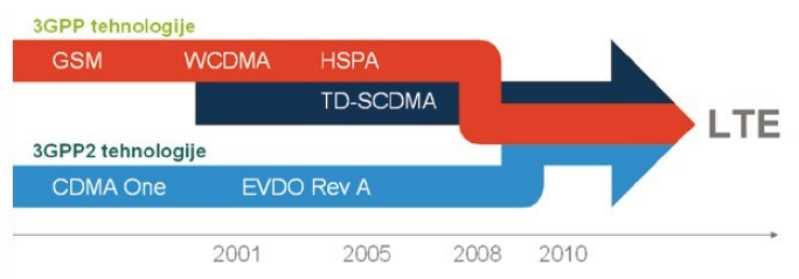 3GPP tehnologije
GSM WCDMA HSPA
TD-SCDMA
LTE
3GPP2 tehnologije
CDMA One EVDO Rev A
2001 2005 2008 2010